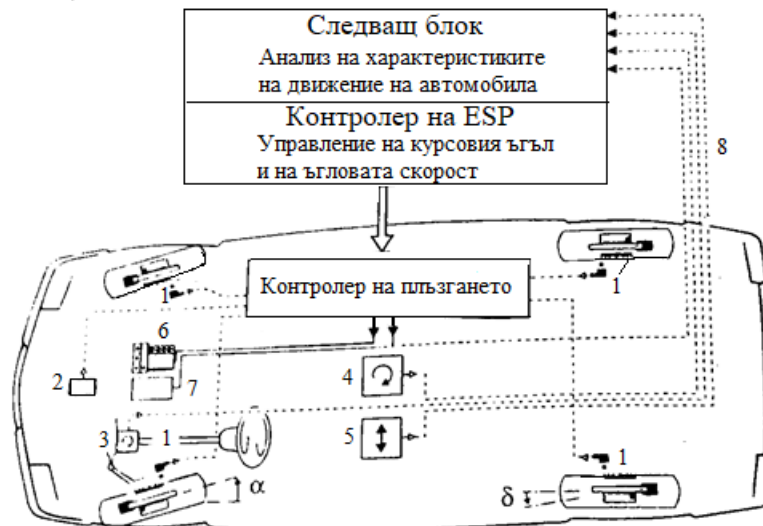 Следващ блок
Анализ на характеристиките
на движение на автомобила
Контролер на ESP
Управление на курсовия ъгъл
и на ъгловата скорост
8
Контролер на плъзгането
1
1
6
2
7
4
3
1
5
1
α
δ